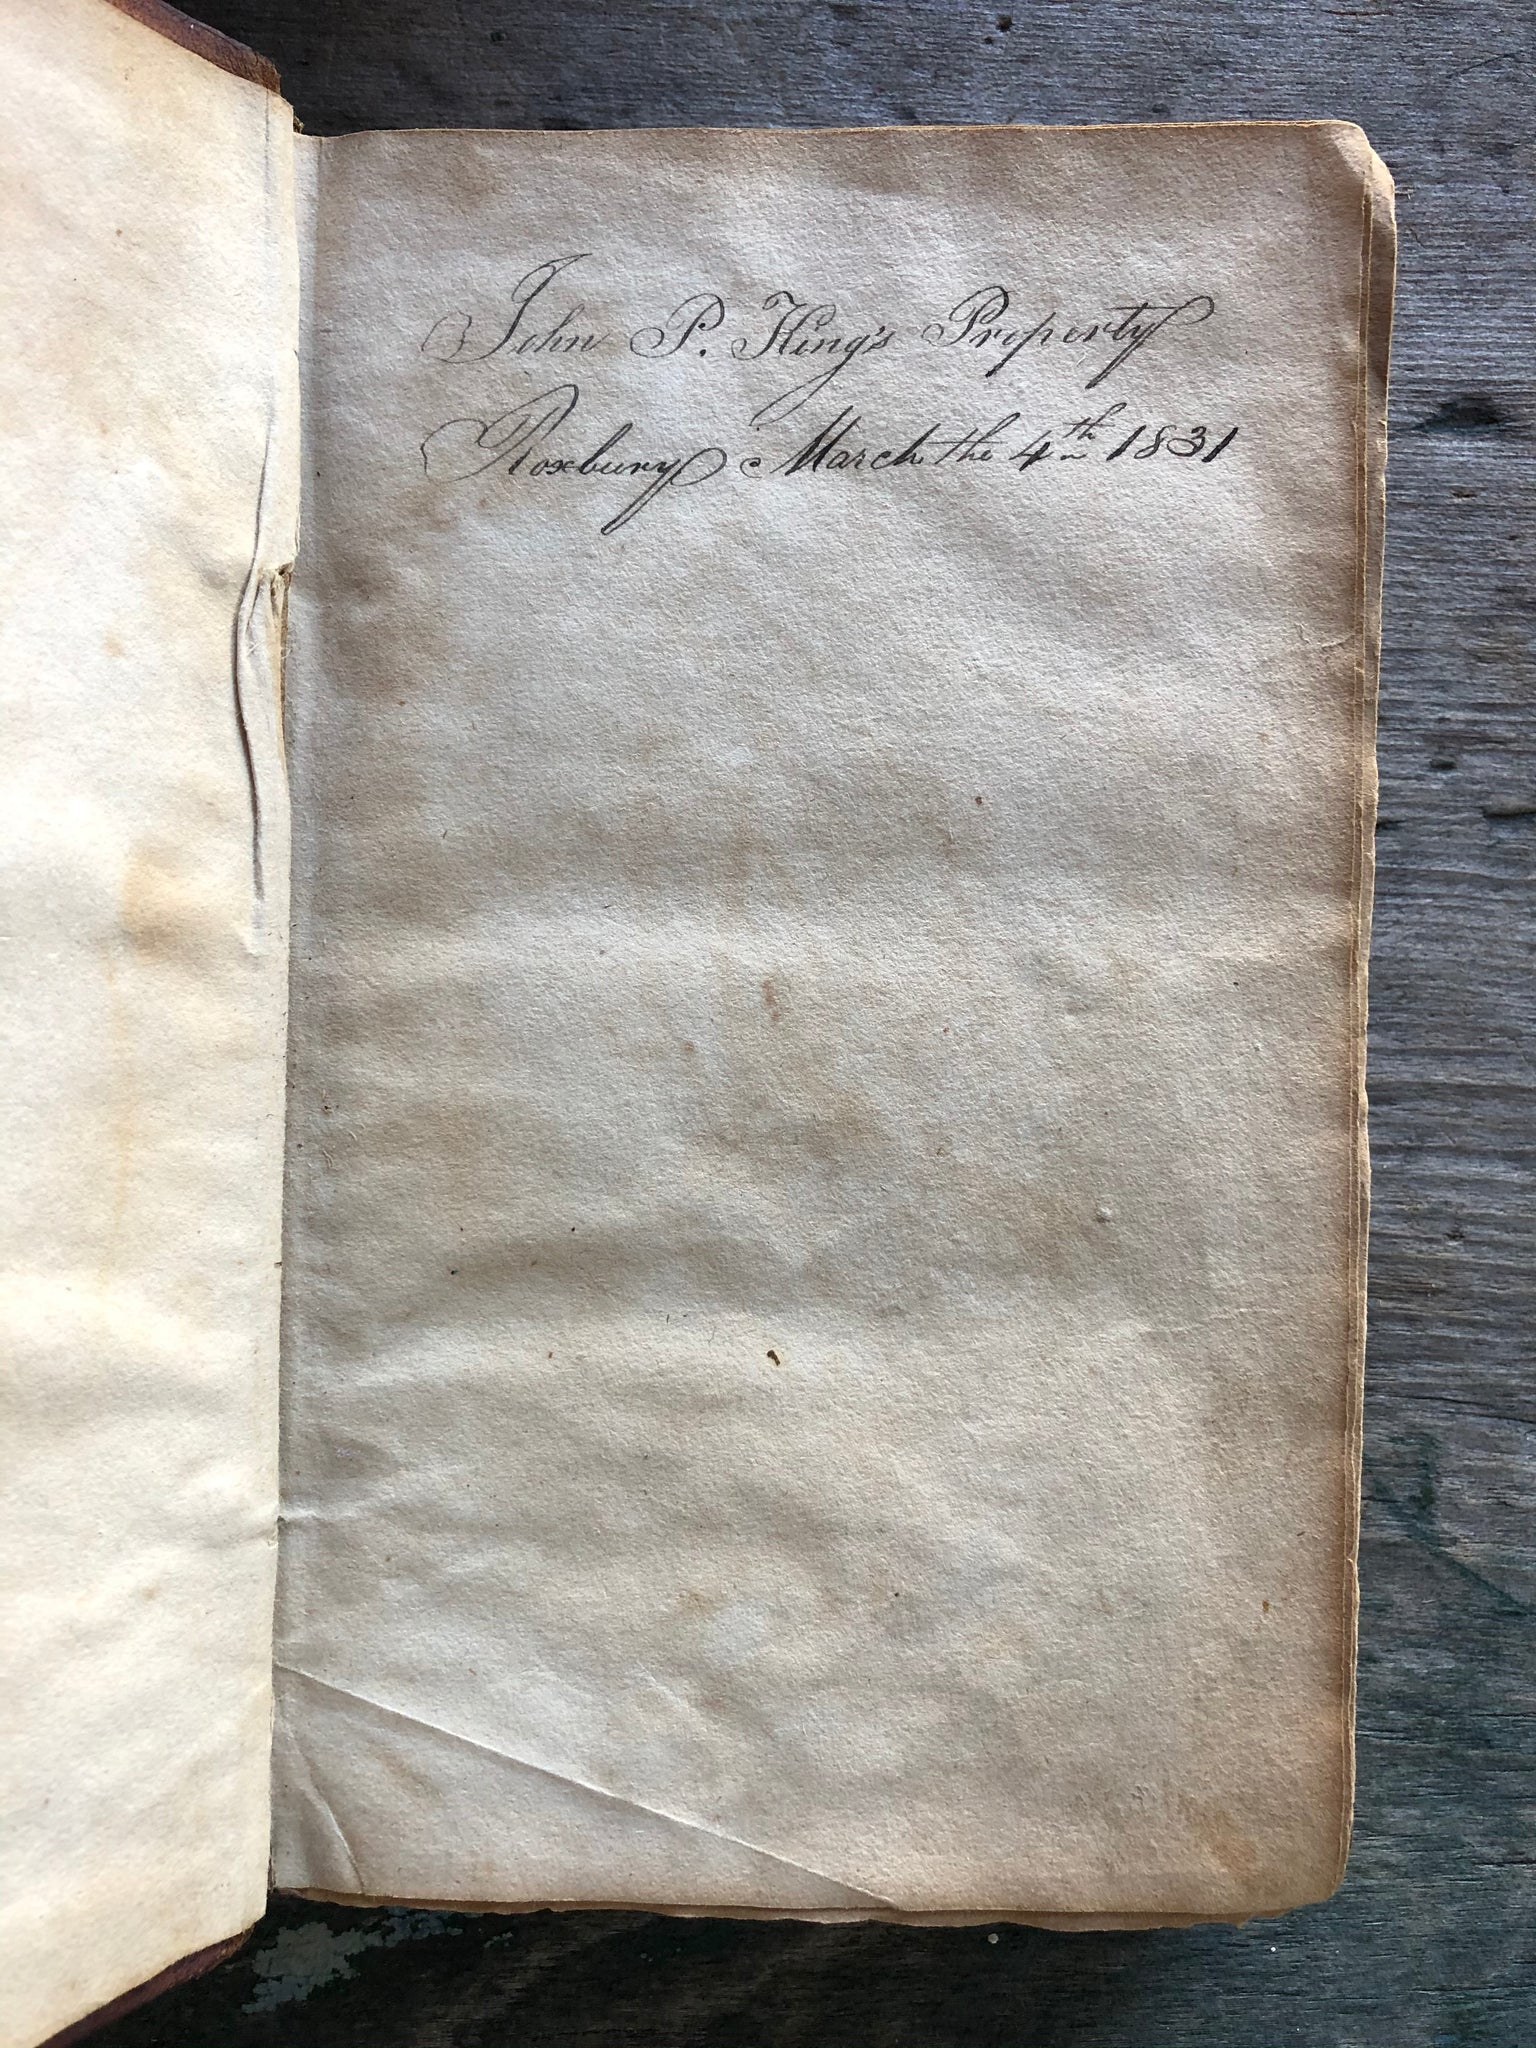 John P. King's Property
Roxbury March the 4th 1831